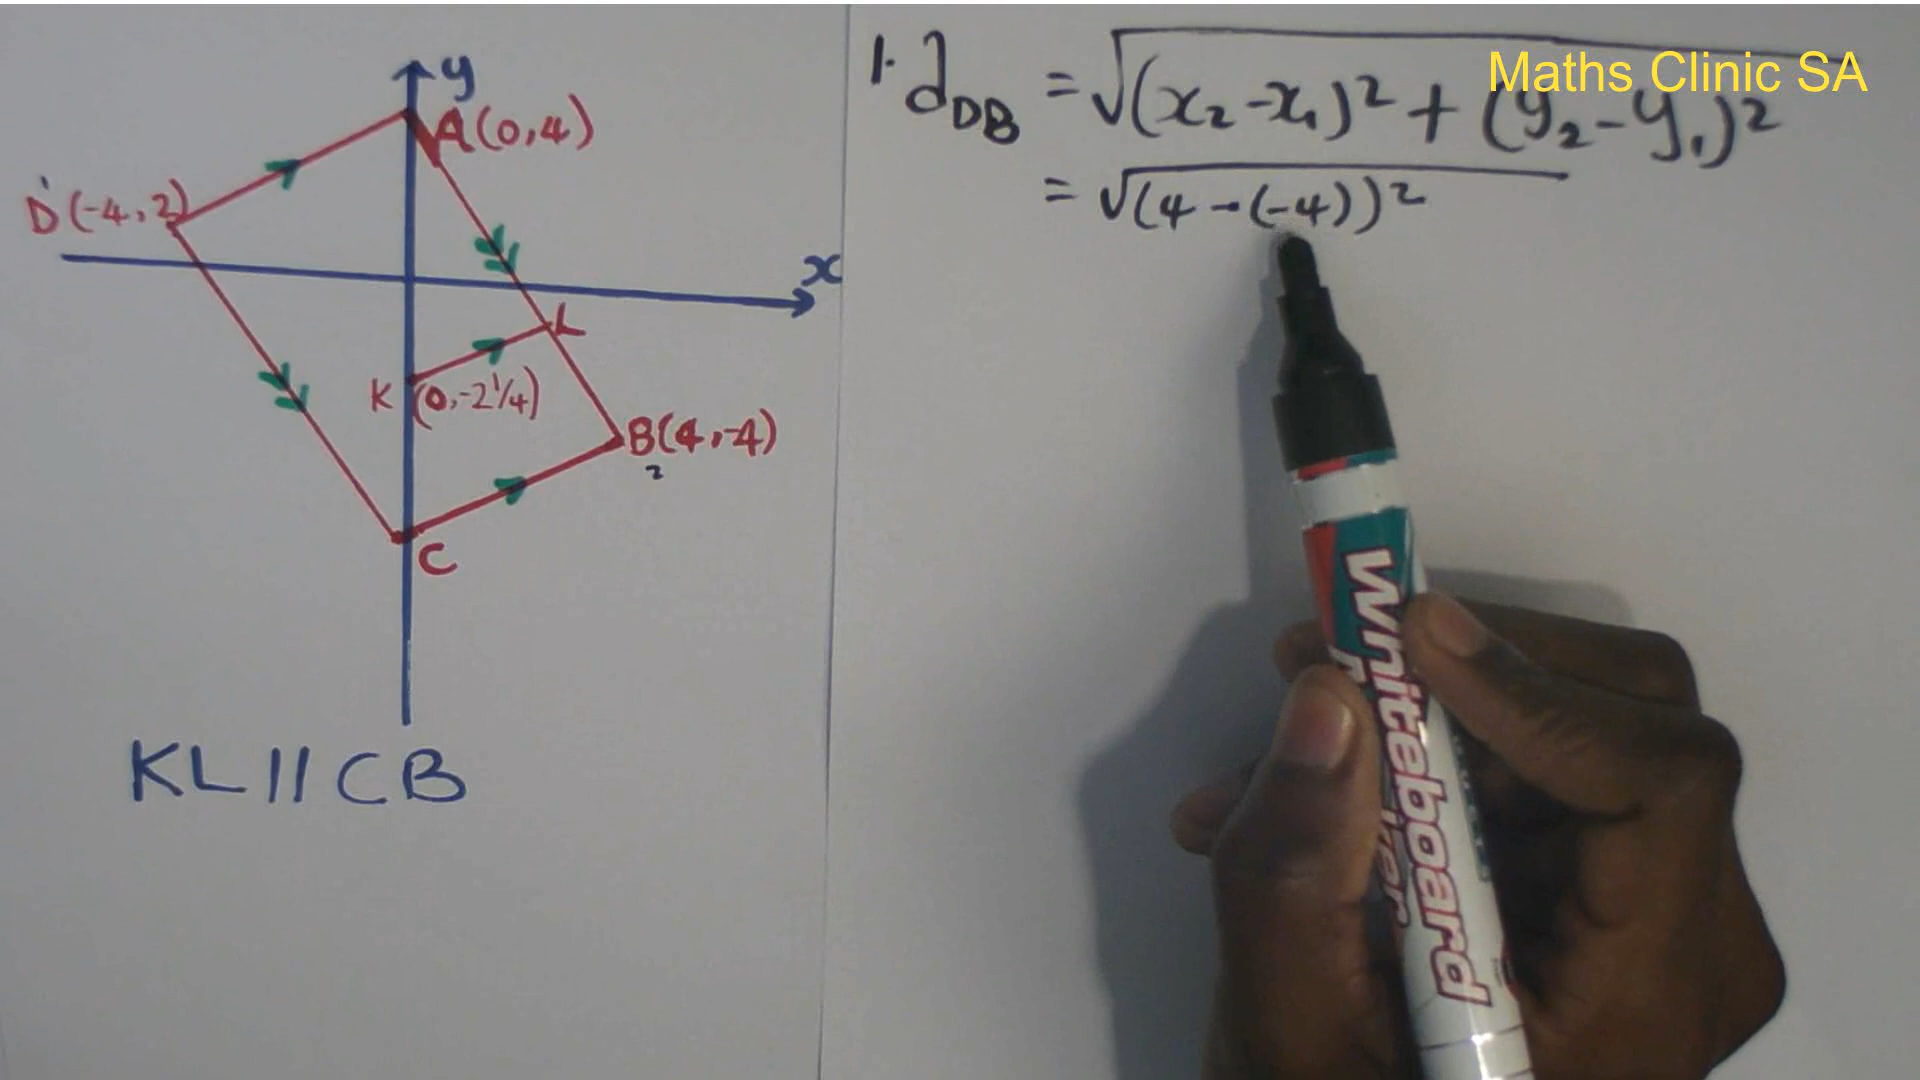 Maths Clinic SA
y
A(0,4)
D(-4,2)
x
L
K (0,-2¼)
B(4,-4)
2
C
KL // CB
1. d_DB = √(x₂-x₁)² + (y₂-y₁)²
= √(4-(-4))²
Whiteboard